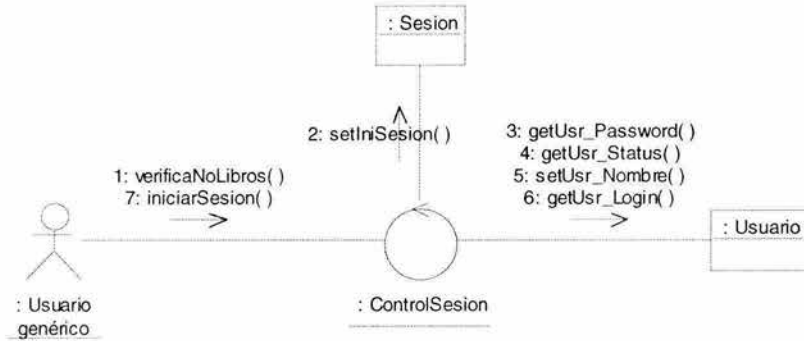 : Sesion
2: setIniSesion( )
3: getUsr_Password( )
4: getUsr_Status( )
5: setUsr_Nombre( )
6: getUsr_Login( )
1: verificaNoLibros( )
7: iniciarSesion( )
: Usuario
: Usuario
genérico
: ControlSesion